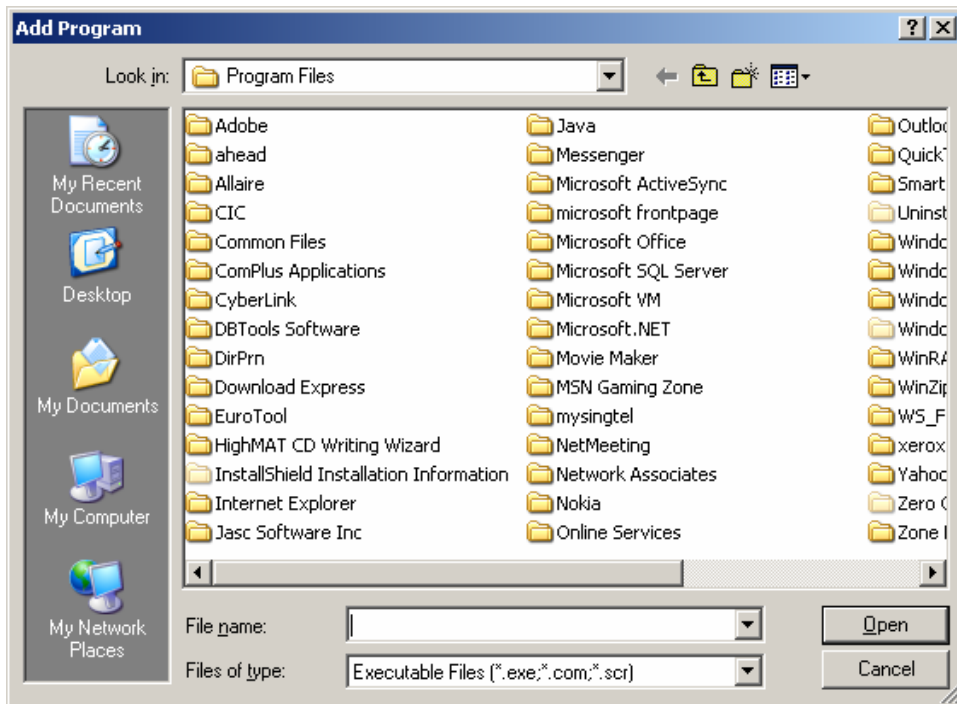 Add Program
Look in: Program Files
My Recent Documents
Desktop
My Documents
My Computer
My Network Places
Adobe
ahead
Allaire
CIC
Common Files
ComPlus Applications
CyberLink
DBTools Software
DirPrn
Download Express
EuroTool
HighMAT CD Writing Wizard
InstallShield Installation Information
Internet Explorer
Jasc Software Inc
Java
Messenger
Microsoft ActiveSync
microsoft frontpage
Microsoft Office
Microsoft SQL Server
Microsoft VM
Microsoft.NET
Movie Maker
MSN Gaming Zone
mysingtel
NetMeeting
Network Associates
Nokia
Online Services
Smart
xerox
Zero
Zone
File name:
Open
Files of type: Executable Files (*.exe;*.com;*.scr)
Cancel